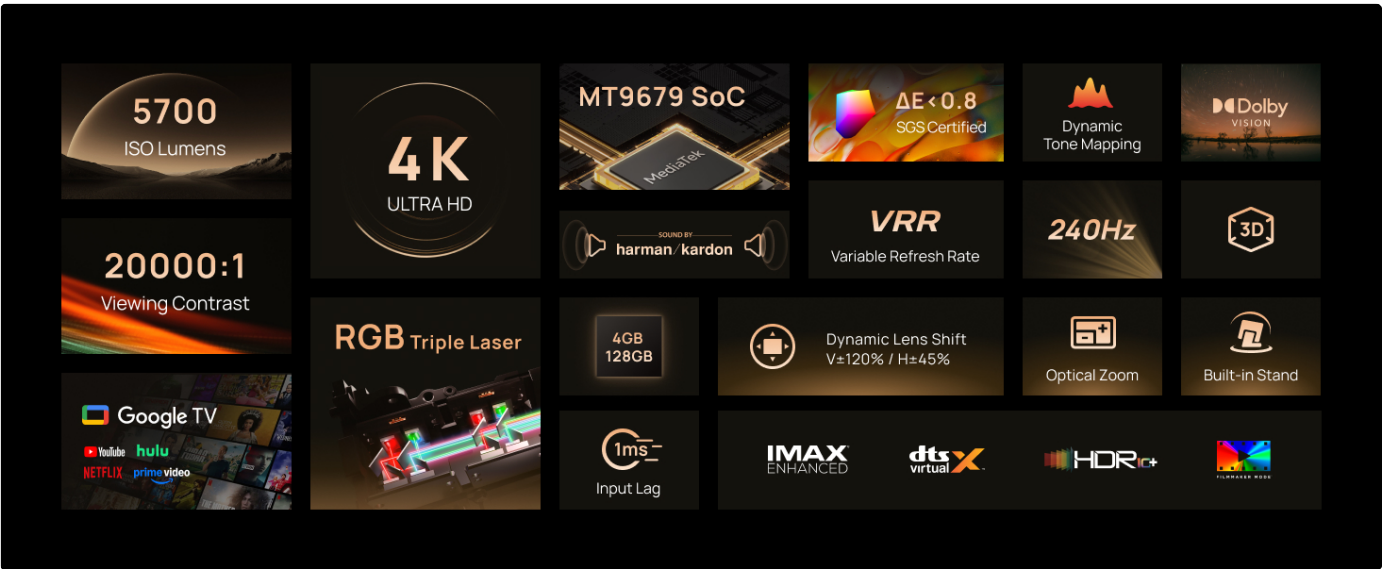 5700
ISO Lumens
4K
ULTRA HD
MT9679 SoC
MediaTek
ΔE<0.8
SGS Certified
Dynamic
Tone Mapping
Dolby
VISION
20000:1
Viewing Contrast
SOUND BY
harman/kardon
VRR
Variable Refresh Rate
240Hz
3D
RGB Triple Laser
4GB
128GB
Dynamic Lens Shift
V±120% / H±45%
Optical Zoom
Built-in Stand
Google TV
YouTube hulu
NETFLIX prime video
1ms
Input Lag
IMAX
ENHANCED
dts
virtual X
HDR10+
FILMMAKER MODE